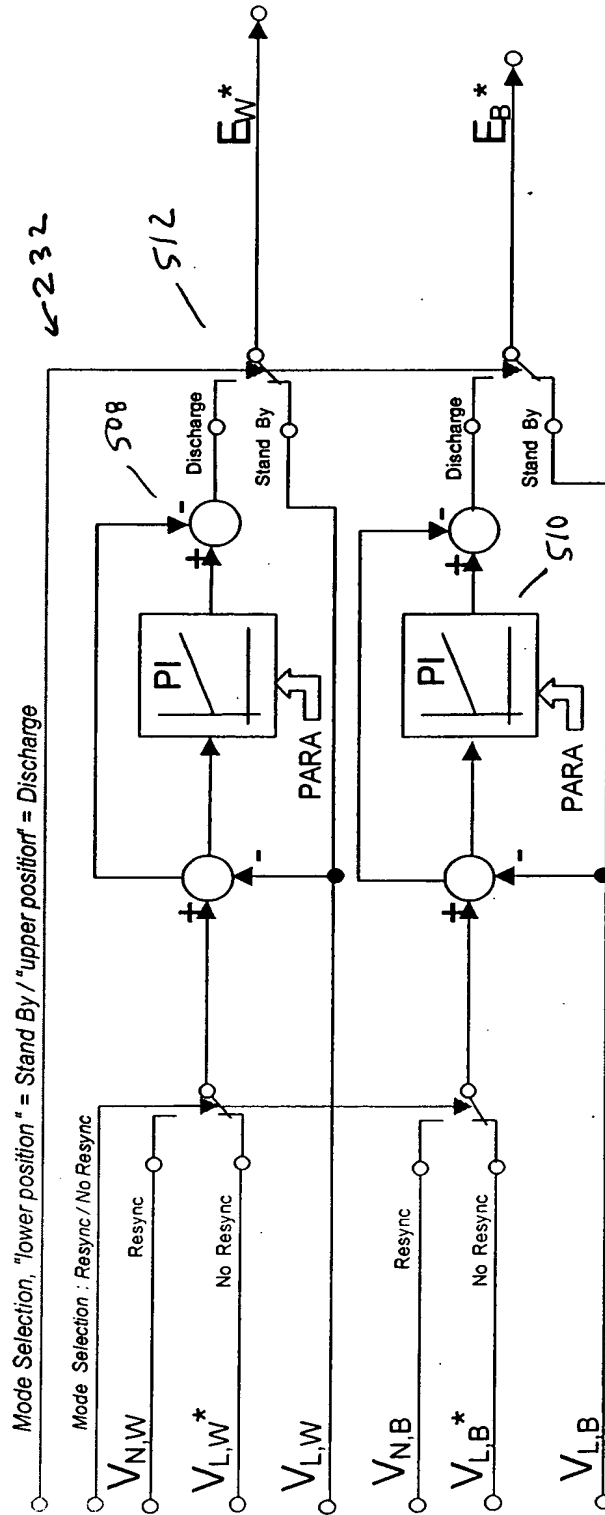 Mode Selection, "lower position" = Stand By / "upper position" = Discharge
232
Mode Selection : Resync / No Resync
V_N,W
Resync
V_L,W*
No Resync
V_L,W
+
-
PI
PARA
+
-
508
Discharge
Stand By
512
E_W*
V_N,B
Resync
V_L,B*
No Resync
V_L,B
+
-
PI
PARA
510
+
-
Discharge
Stand By
E_B*